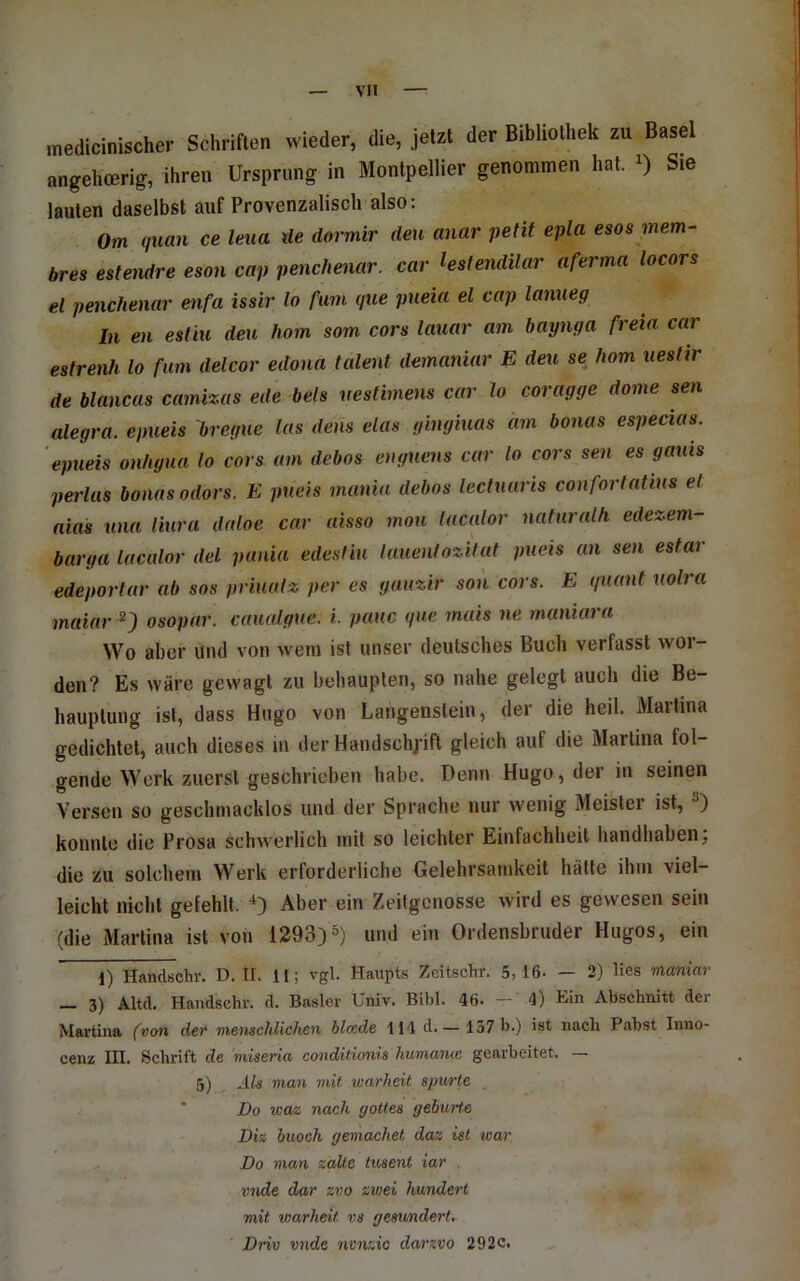 — VII —
medicinischer Schriften wieder, die, jetzt der Bibliothek zu Basel
angehœrig, ihren Ursprung in Montpellier genommen hat. ¹) Sie
lauten daselbst auf Provenzalisch also:
Om quan ce leua de dormir deu anar petit epla esos mem-
bres estendre eson cap penchenar. car lestendilar aferma locors
el penchenar enfa issir lo fum que pueia el cap lanueg
In en estiu deu hom som cors lauar am baynga freia car
estrenh lo fum delcor edona talent demaniar E deu se hom uestir
de blancas camizas ede bels uestimens car lo coragge dome sen
alegra. epueis bregue las dens elas gingiuas am bonas especias.
epueis onhgua lo cors am debos enguens car lo cors sen es gauis
perlas bonas odors. E pueis mania debos lectuaris confortatius et
aias una liura daloe car aisso mou lacalor naturalh edezem-
barga lacalor del pania edestiu lauentozitat pueis an sen estar
edeportar ab sos priuatz per es gauzir son cors. E quant uolra
maiar ²) osopar. caualgue. i. pauc que mais ne maniara
Wo aber und von wem ist unser deutsches Buch verfasst wor-
den? Es wäre gewagt zu behaupten, so nahe gelegt auch die Be-
hauptung ist, dass Hugo von Langenstein, der die heil. Martina
gedichtet, auch dieses in der Handschrift gleich auf die Martina fol-
gende Werk zuerst geschrieben habe. Denn Hugo, der in seinen
Versen so geschmacklos und der Sprache nur wenig Meister ist, ³)
konnte die Prosa schwerlich mit so leichter Einfachheit handhaben;
die zu solchem Werk erforderliche Gelehrsamkeit hätte ihm viel-
leicht nicht gefehlt. ⁴) Aber ein Zeitgenosse wird es gewesen sein
(die Martina ist von 1293)⁵) und ein Ordensbruder Hugos, ein
1) Handschr. D. II. 11; vgl. Haupts Zeitschr. 5, 16. — 2) lies maniar
— 3) Altd. Handschr. d. Basler Univ. Bibl. 46. — 4) Ein Abschnitt der
Martina (von der menschlichen blœde 114 d. — 137 b.) ist nach Pabst Inno-
cenz III. Schrift de miseria conditionis humanæ gearbeitet. —
5) Als man mit warheit spurte
Do waz nach gottes geburte
Diz buoch gemachet daz ist war
Do man zalte tusent iar
vnde dar zvo zwei hundert
mit warheit vs gesundert.
Driv vnde nvnzic darzvo 292c.